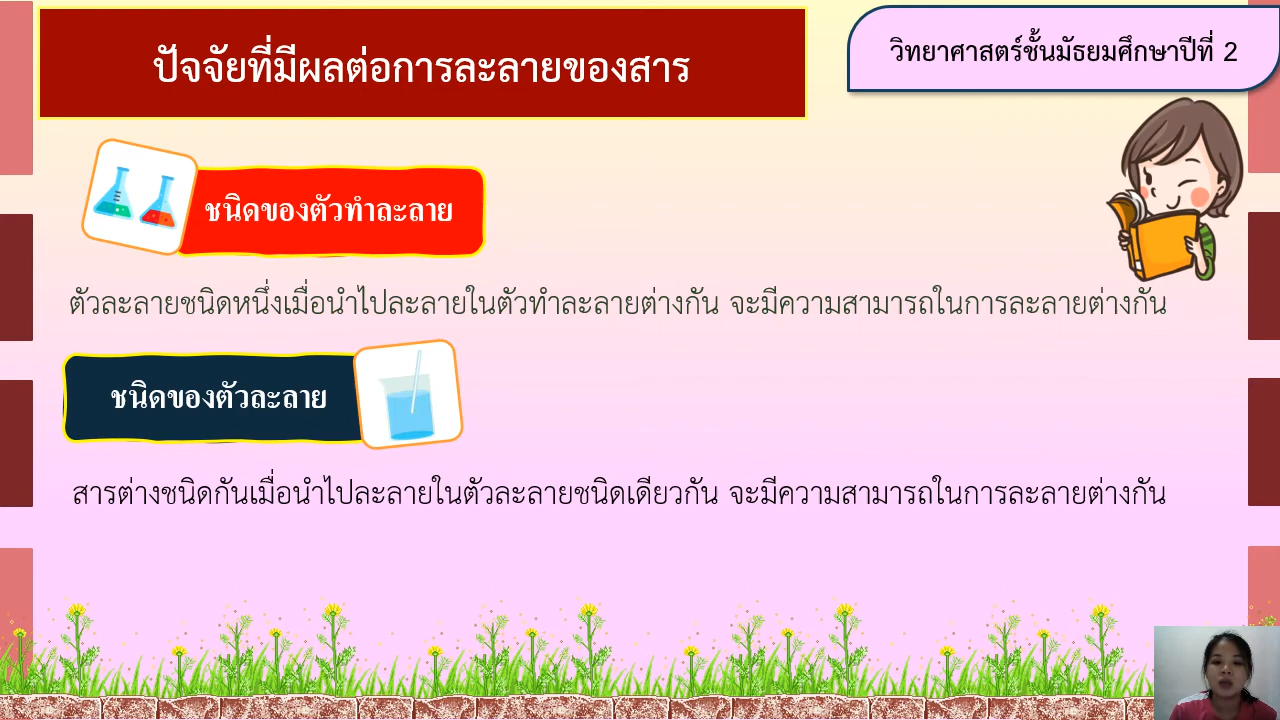 ปัจจัยที่มีผลต่อการละลายของสาร
วิทยาศาสตร์ชั้นมัธยมศึกษาปีที่ 2
ชนิดของตัวทำละลาย
ตัวละลายชนิดหนึ่งเมื่อนำไปละลายในตัวทำละลายต่างกัน จะมีความสามารถในการละลายต่างกัน
ชนิดของตัวละลาย
สารต่างชนิดกันเมื่อนำไปละลายในตัวละลายชนิดเดียวกัน จะมีความสามารถในการละลายต่างกัน